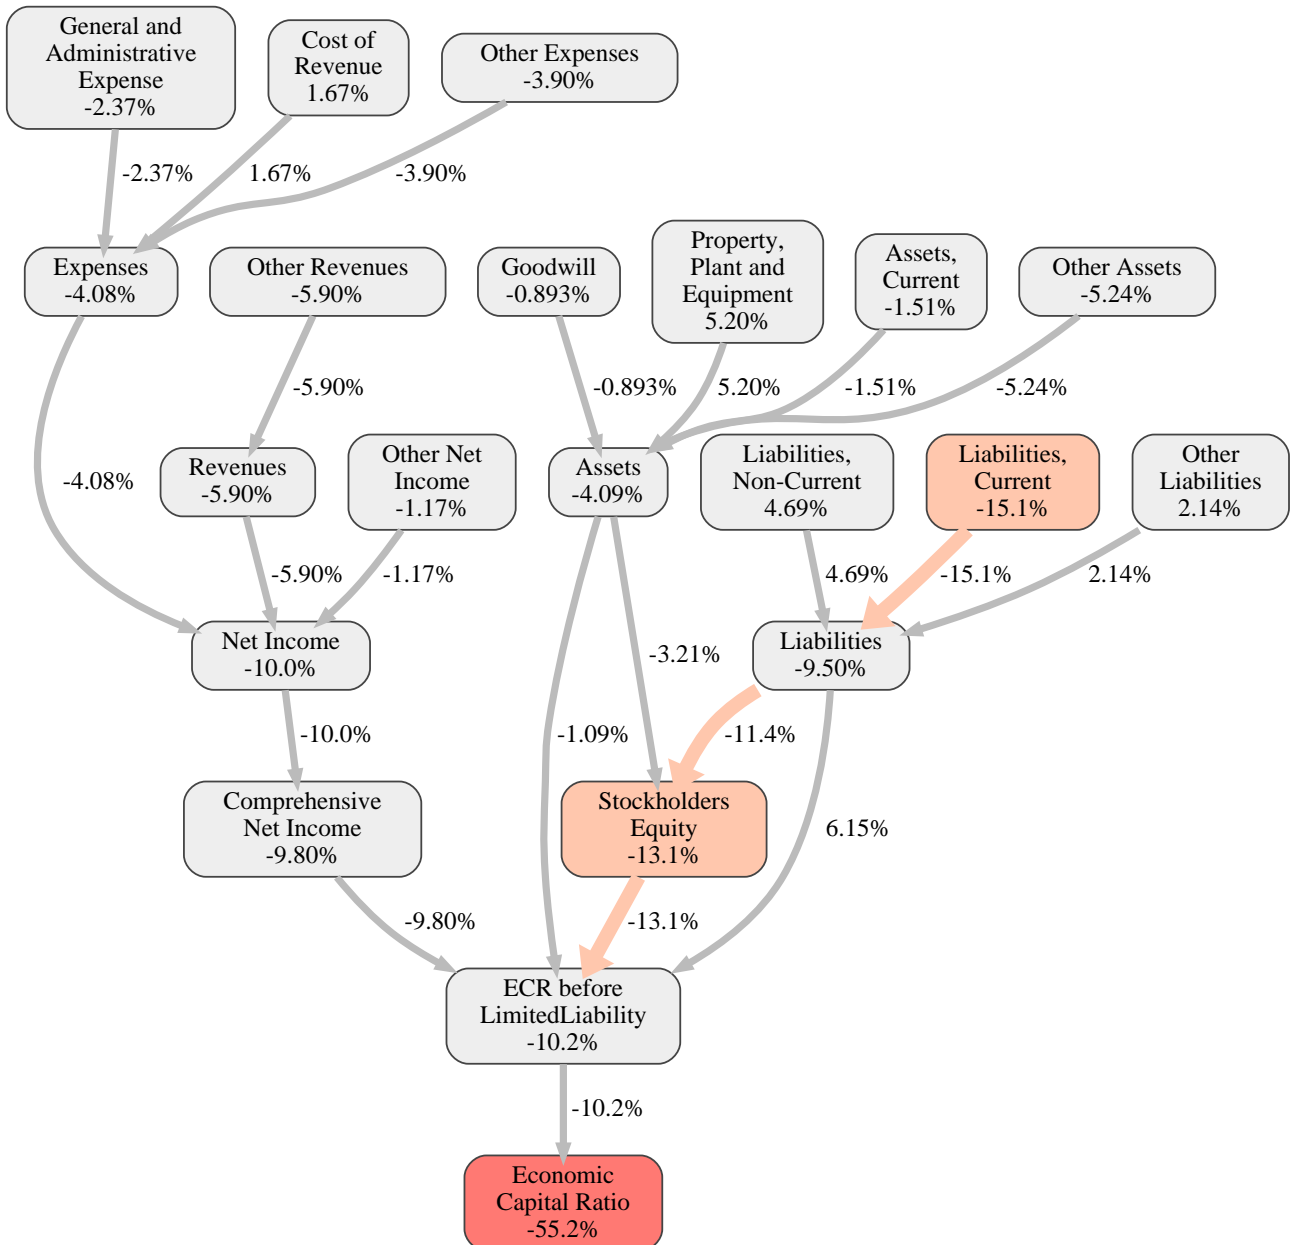 General and
Administrative
Expense
-2.37%
Cost of
Revenue
1.67%
Other Expenses
-3.90%
-2.37%
1.67%
-3.90%
Expenses
-4.08%
Other Revenues
-5.90%
Goodwill
-0.893%
Property,
Plant and
Equipment
5.20%
Assets,
Current
-1.51%
Other Assets
-5.24%
-5.90%
-0.893%
5.20%
-1.51%
-5.24%
-4.08%
Revenues
-5.90%
Other Net
Income
-1.17%
Assets
-4.09%
Liabilities,
Non-Current
4.69%
Liabilities,
Current
-15.1%
Other
Liabilities
2.14%
-5.90%
-1.17%
4.69%
-15.1%
2.14%
Net Income
-10.0%
-3.21%
Liabilities
-9.50%
-10.0%
-1.09%
-11.4%
Comprehensive
Net Income
-9.80%
Stockholders
Equity
-13.1%
6.15%
-9.80%
-13.1%
ECR before
LimitedLiability
-10.2%
-10.2%
Economic
Capital Ratio
-55.2%